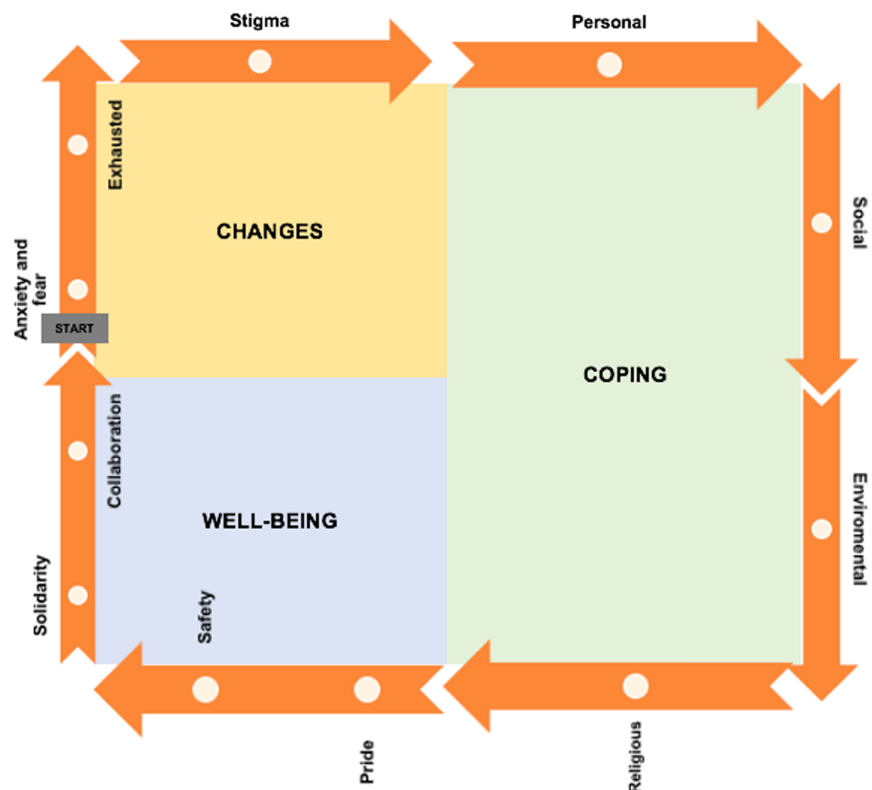 Stigma
Personal
Exhausted
CHANGES
Social
Anxiety and
fear
START
COPING
Collaboration
Enviromental
WELL-BEING
Solidarity
Safety
Pride
Religious